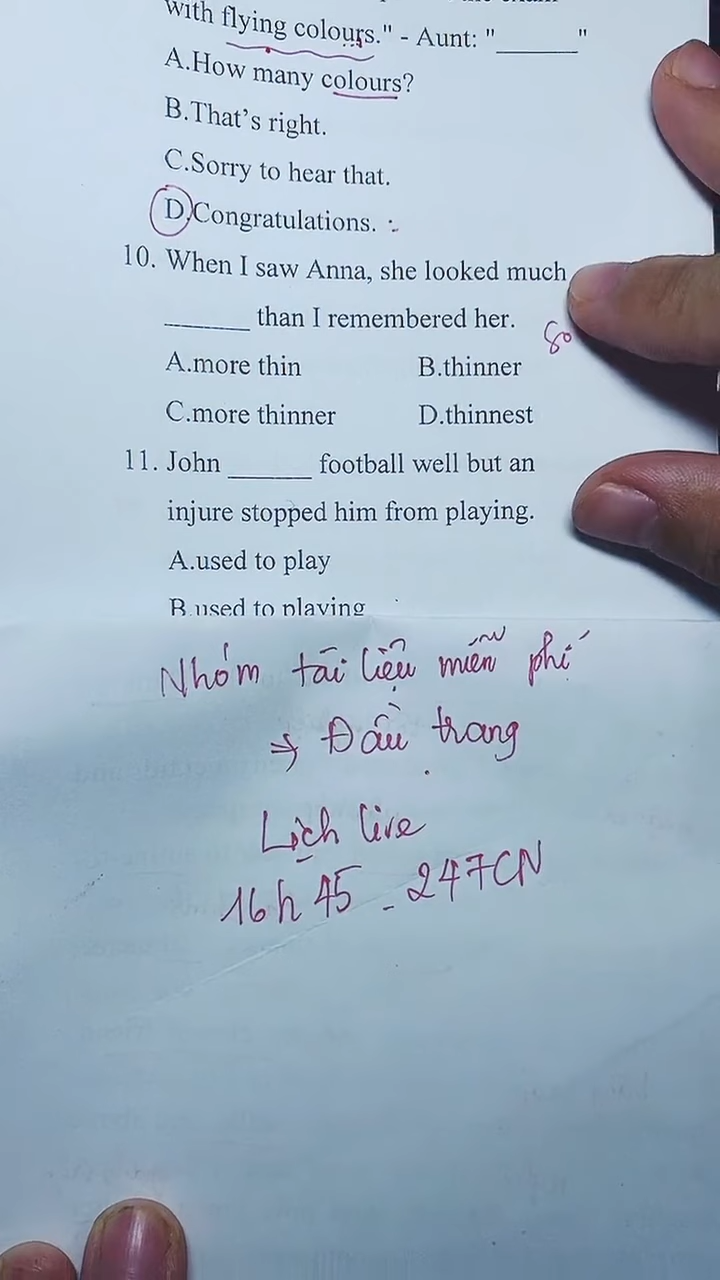 with flying colours." - Aunt: "______"
A.How many colours?
B.That's right.
C.Sorry to hear that.
D.Congratulations.
10. When I saw Anna, she looked much
______ than I remembered her.
A.more thin B.thinner
C.more thinner D.thinnest
11. John ______ football well but an
injure stopped him from playing.
A.used to play
B.used to playing
Nhóm tài liệu miễn phí
⇒ Đầu trang
Lịch live
16h45 - 247CN